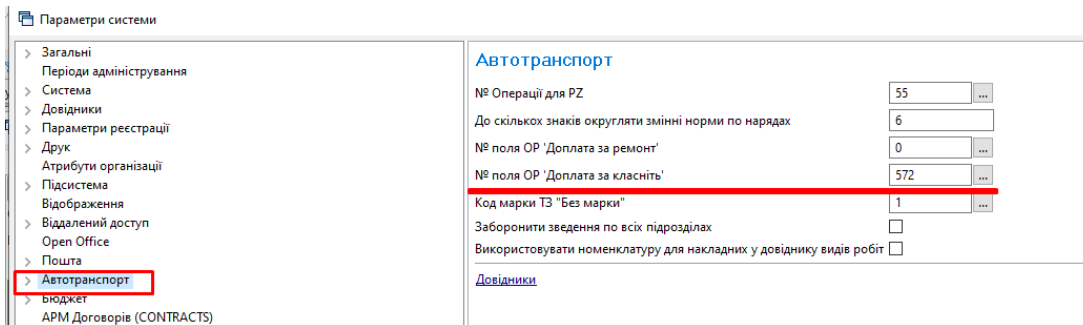 Параметри системи
Загальні
Періоди адміністрування
Система
Довідники
Параметри реєстрації
Друк
Атрибути організації
Підсистема
Відображення
Віддалений доступ
Open Office
Пошта
Автотранспорт
Бюджет
АРМ Договорів (CONTRACTS)
Автотранспорт
№ Операції для PZ 55 ...
До скількох знаків округляти змінні норми по нарядах 6
№ поля ОР 'Доплата за ремонт' 0 ...
№ поля ОР 'Доплата за класніть' 572 ...
Код марки ТЗ "Без марки" 1 ...
Заборонити зведення по всіх підрозділах
Використовувати номенклатуру для накладних у довіднику видів робіт
Довідники